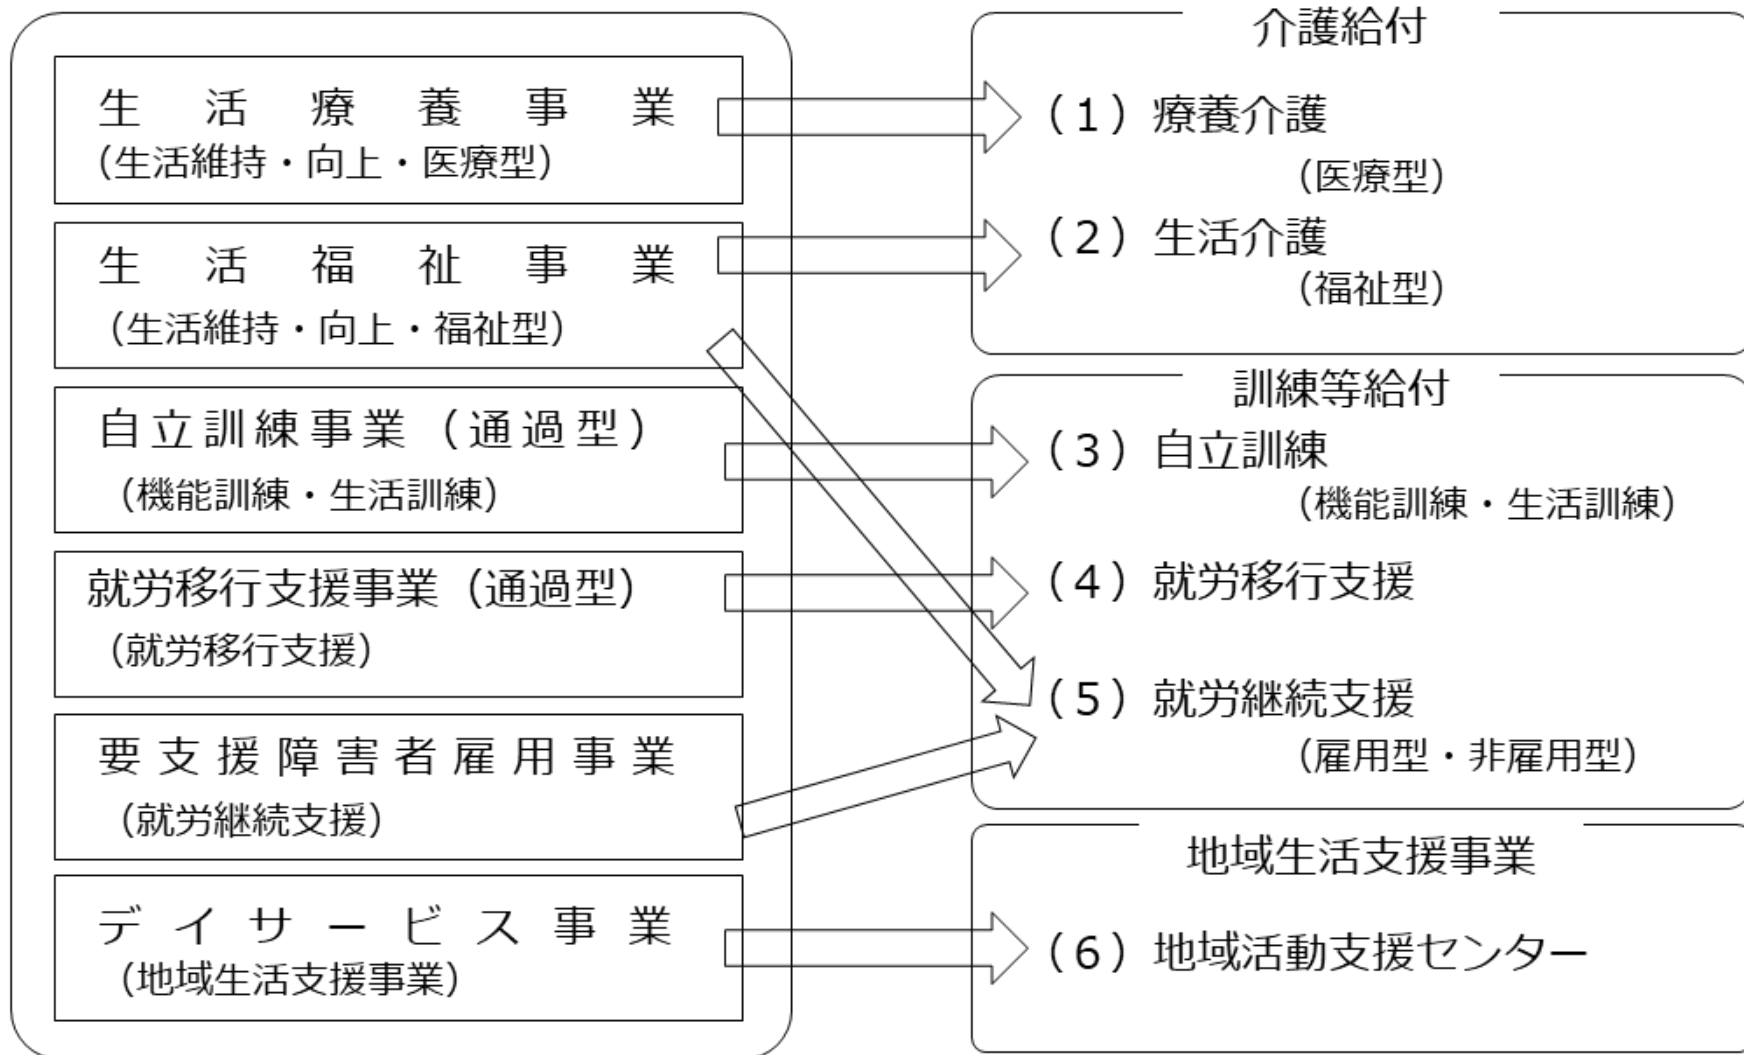 生活療養事業
（生活維持・向上・医療型）
生活福祉事業
（生活維持・向上・福祉型）
自立訓練事業（通過型）
（機能訓練・生活訓練）
就労移行支援事業（通過型）
（就労移行支援）
要支援障害者雇用事業
（就労継続支援）
デイサービス事業
（地域生活支援事業）
介護給付
（１）療養介護
（医療型）
（２）生活介護
（福祉型）
訓練等給付
（３）自立訓練
（機能訓練・生活訓練）
（４）就労移行支援
（５）就労継続支援
（雇用型・非雇用型）
地域生活支援事業
（６）地域活動支援センター